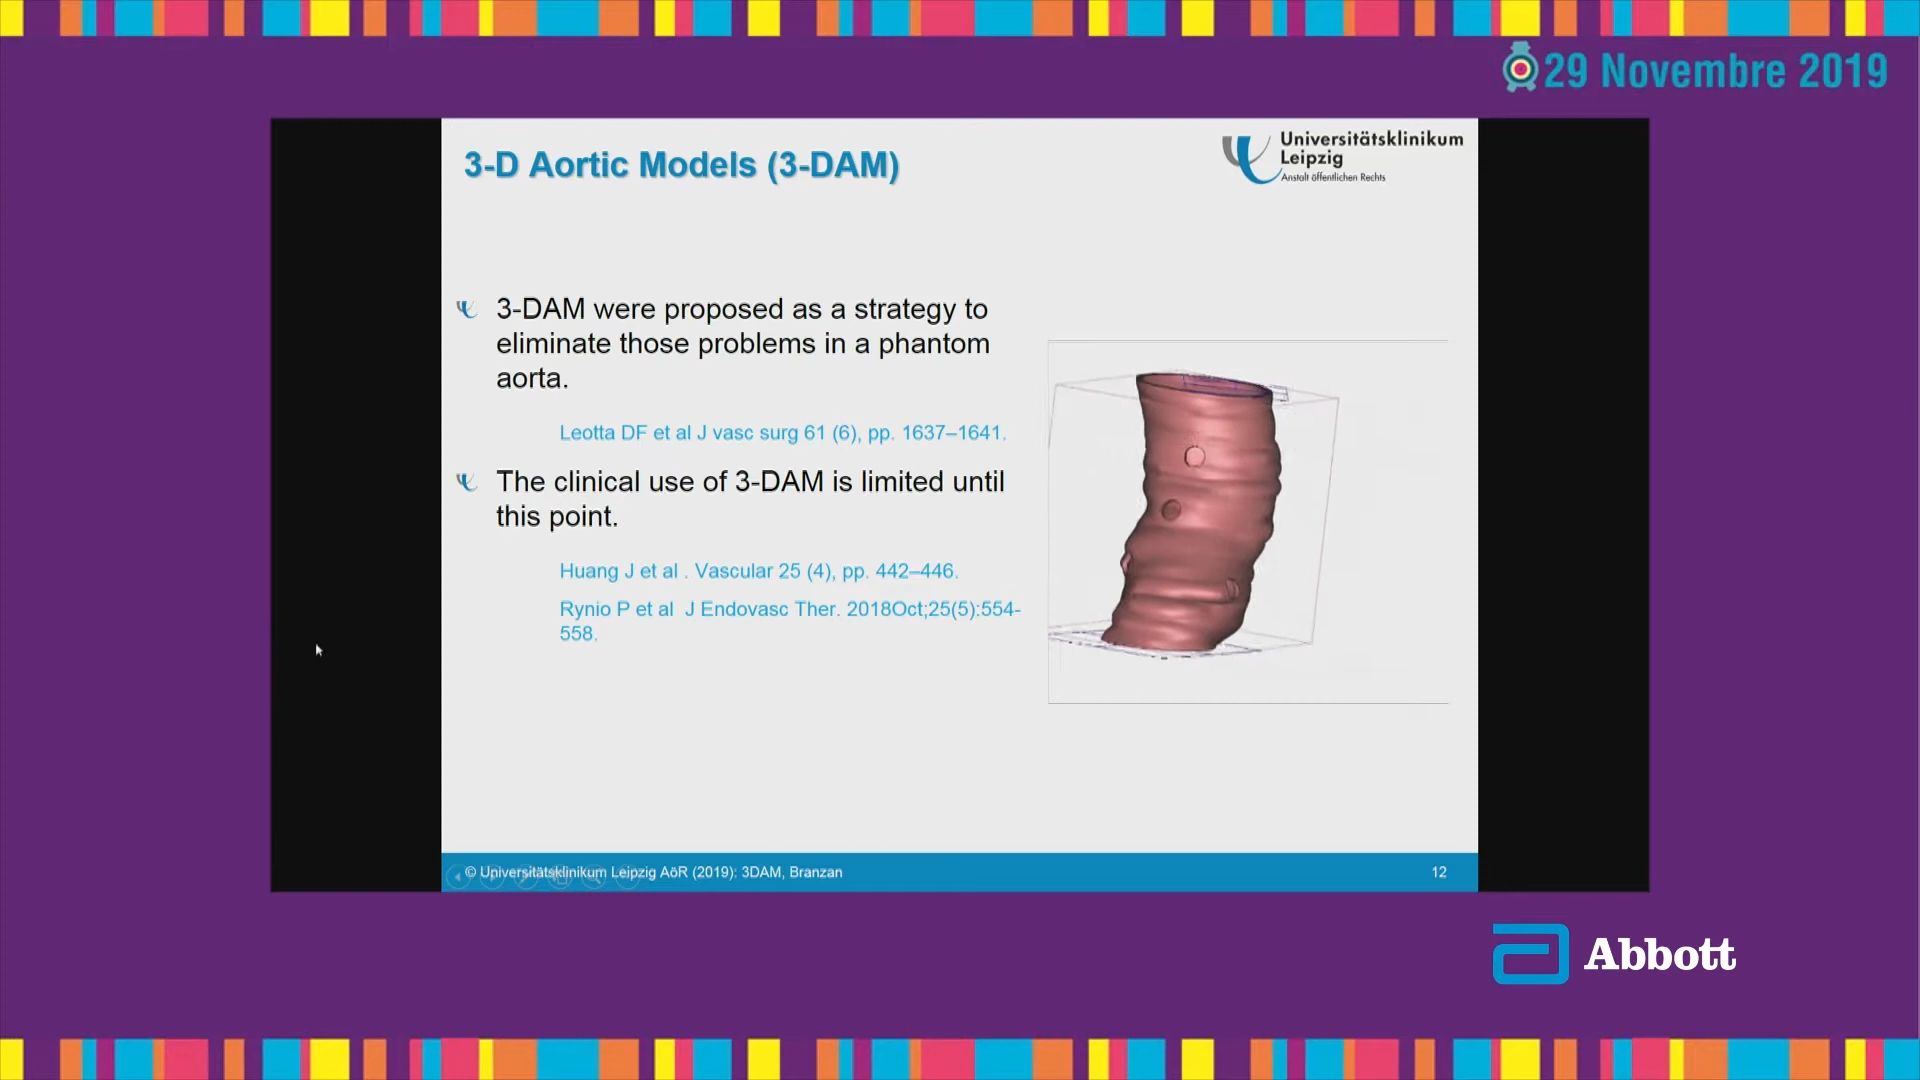 29 Novembre 2019
3-D Aortic Models (3-DAM)
Universitätsklinikum
Leipzig
Anstalt öffentlichen Rechts
3-DAM were proposed as a strategy to
eliminate those problems in a phantom
aorta.
Leotta DF et al J vasc surg 61 (6), pp. 1637–1641.
The clinical use of 3-DAM is limited until
this point.
Huang J et al . Vascular 25 (4), pp. 442–446.
Rynio P et al  J Endovasc Ther. 2018Oct;25(5):554-
558.
© Universitätsklinikum Leipzig AöR (2019): 3DAM, Branzan
12
Abbott